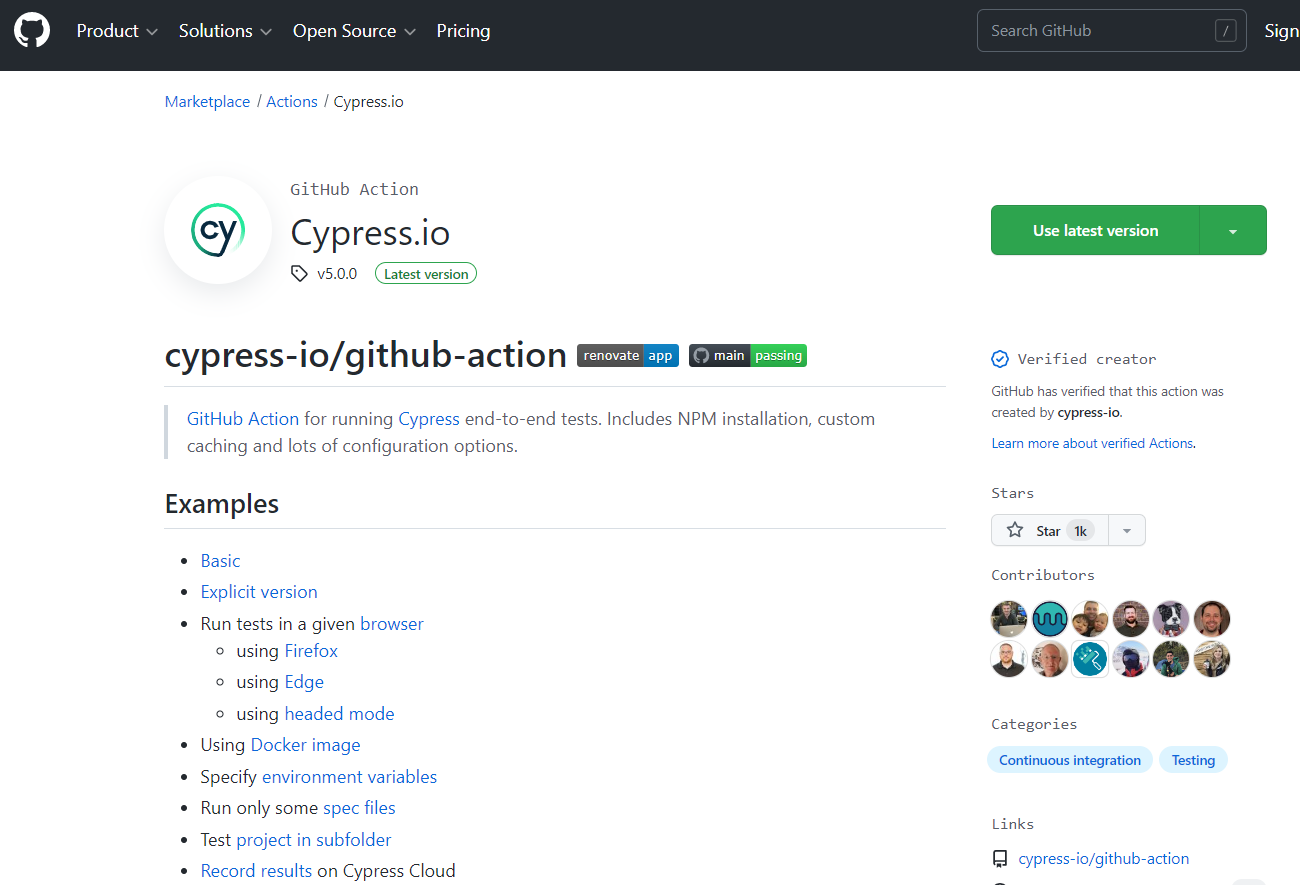 Product Solutions Open Source Pricing Search GitHub / Sign
Marketplace / Actions / Cypress.io
GitHub Action
cy
Cypress.io
Use latest version
v5.0.0 Latest version
cypress-io/github-action renovate app main passing
Verified creator
GitHub has verified that this action was
created by cypress-io.
Learn more about verified Actions.
GitHub Action for running Cypress end-to-end tests. Includes NPM installation, custom
caching and lots of configuration options.
Examples
Basic
Explicit version
Run tests in a given browser
using Firefox
using Edge
using headed mode
Using Docker image
Specify environment variables
Run only some spec files
Test project in subfolder
Record results on Cypress Cloud
Stars
Star 1k
Contributors
Categories
Continuous integration Testing
Links
cypress-io/github-action